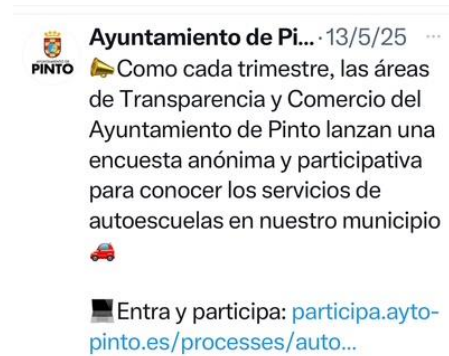 Ayuntamiento de Pi... · 13/5/25 ...
PINTO
📣Como cada trimestre, las áreas
de Transparencia y Comercio del
Ayuntamiento de Pinto lanzan una
encuesta anónima y participativa
para conocer los servicios de
autoescuelas en nuestro municipio
🚗
💻Entra y participa: participa.ayto-
pinto.es/processes/auto...